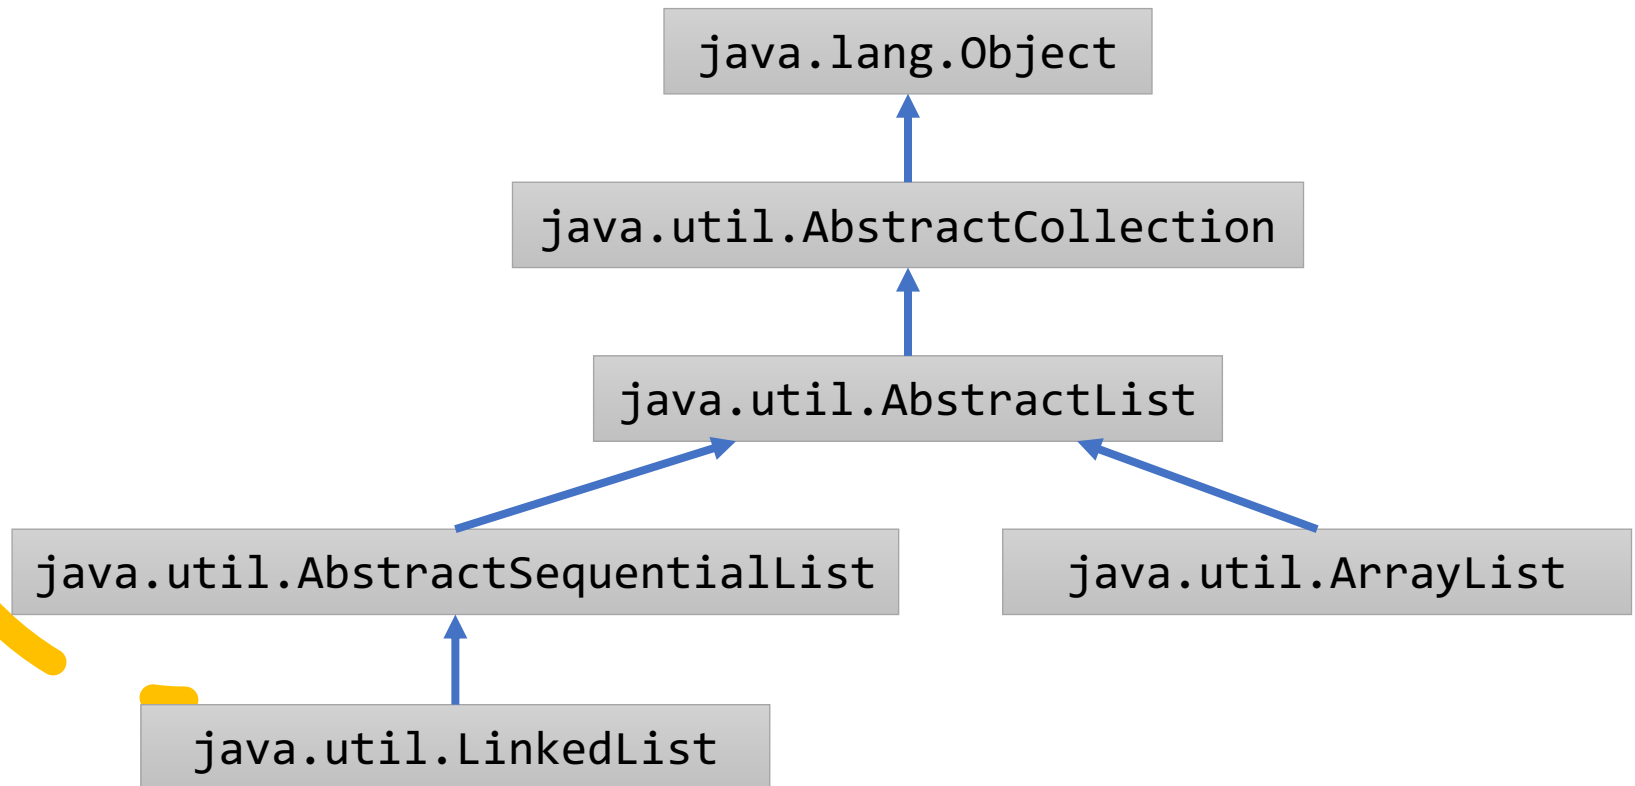 java.lang.Object
java.util.AbstractCollection
java.util.AbstractList
java.util.AbstractSequentialList
java.util.ArrayList
java.util.LinkedList